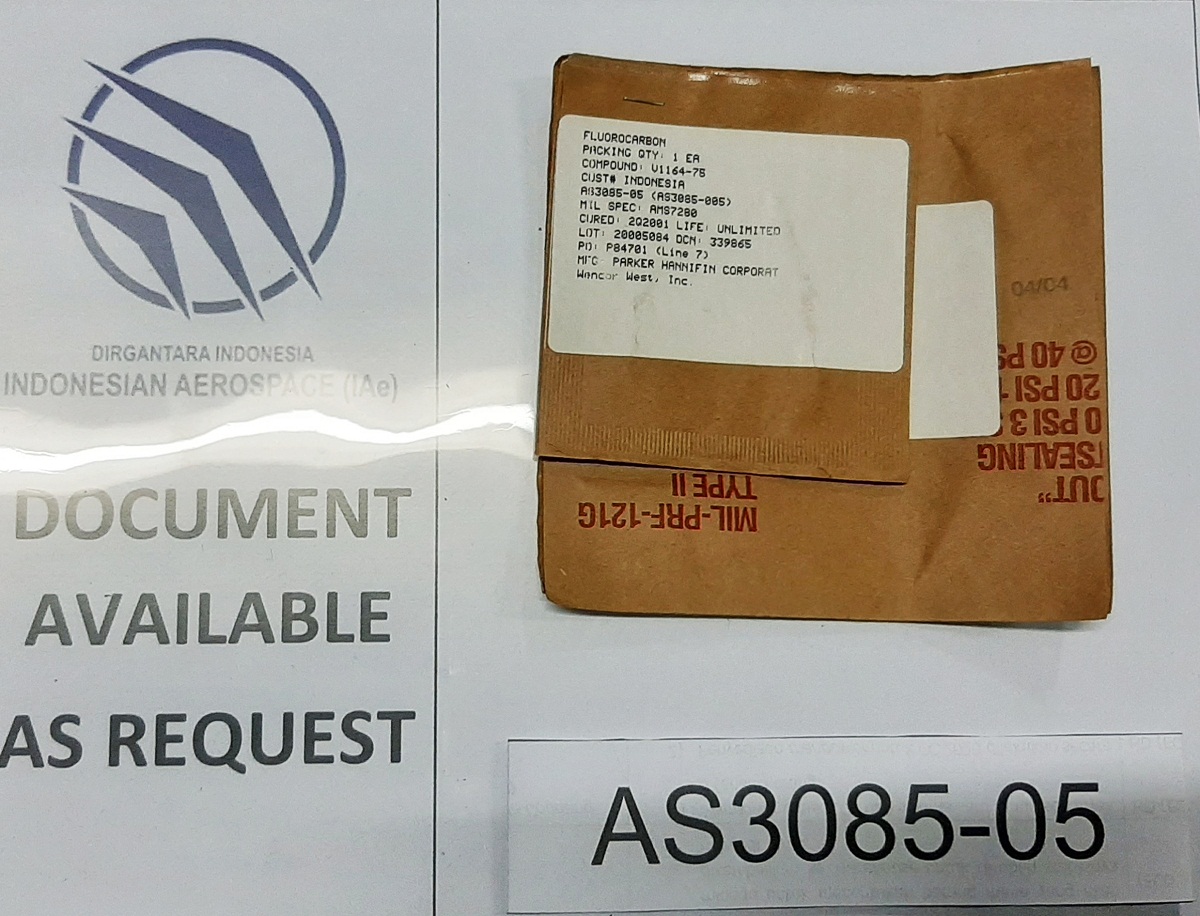 DIRGANTARA INDONESIA
INDONESIAN AEROSPACE (IAe)
DOCUMENT
AVAILABLE
AS REQUEST
FLUOROCARBON
PACKING QTY: 1 EA
COMPOUND: V1164-75
CUST# INDONESIA
AS3085-05 (AS3085-005)
MIL SPEC: AMS7280
CURED: 2Q2001 LIFE: UNLIMITED
LOT: 20005084 DCN: 339865
PO: P84701 (Line 7)
MFG: PARKER HANNIFIN CORPORAT
Wencor West, Inc.
04/04
@ 40 PS
20 PSI
0 PSI 3
SEALING
OUT"
MIL-PRF-121G
TYPE II
AS3085-05